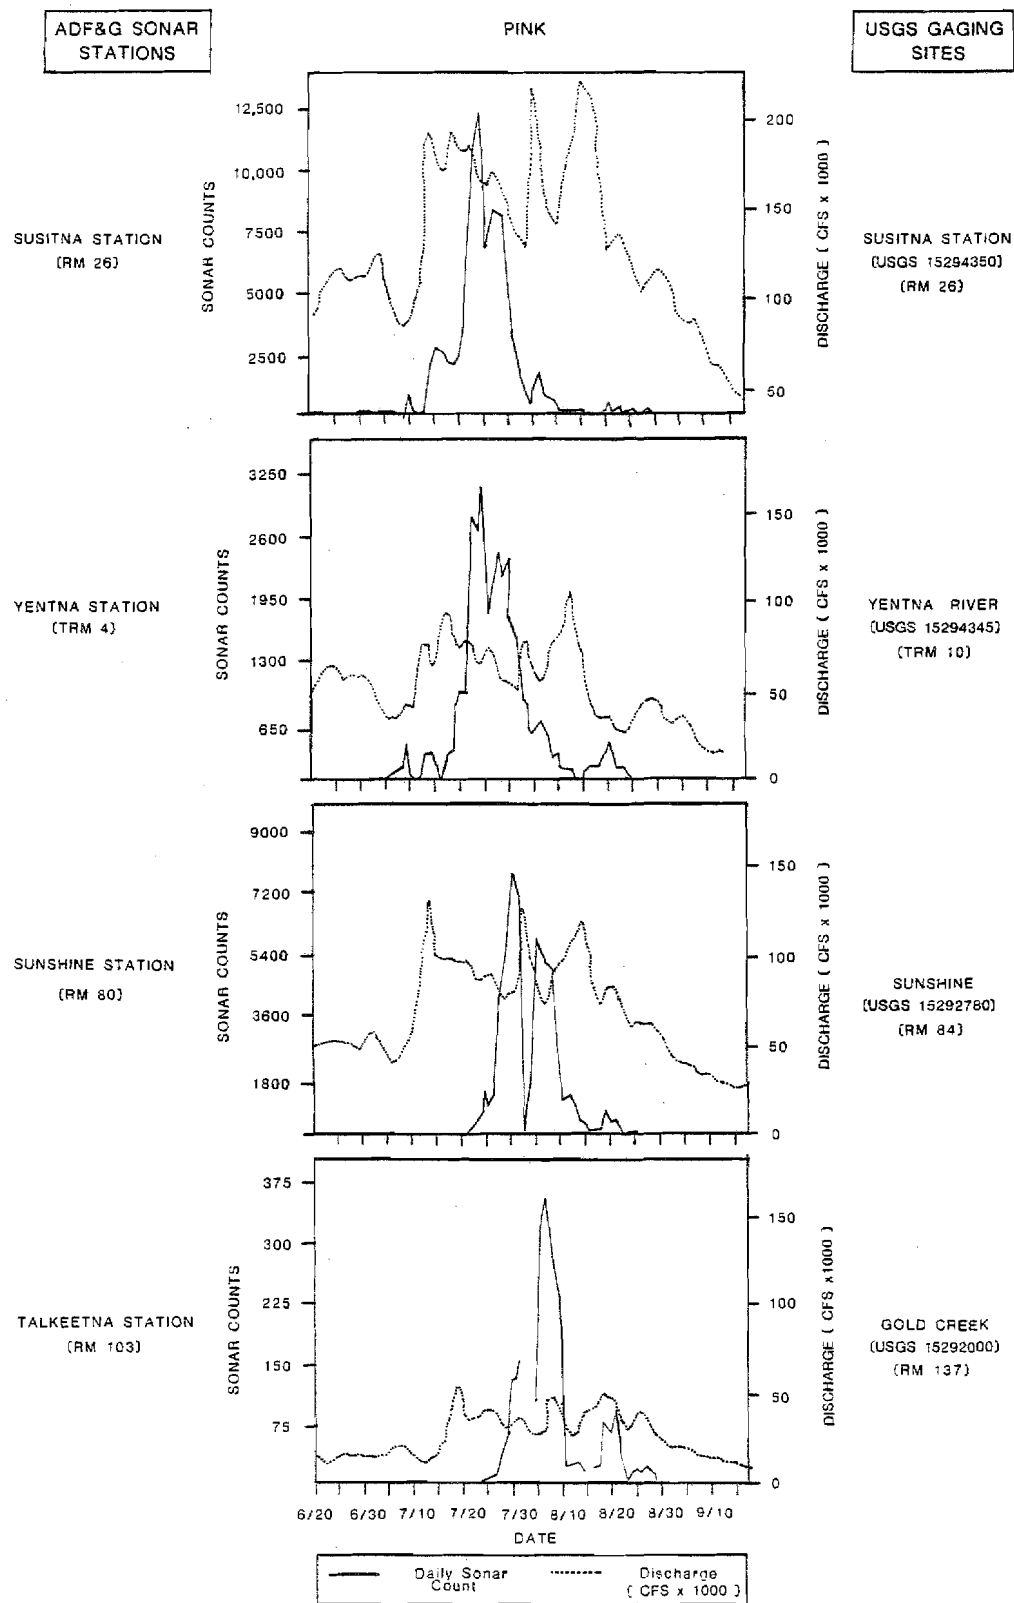 ADF&G SONAR
STATIONS
PINK
USGS GAGING
SITES
SUSITNA STATION
(RM 26)
SONAR COUNTS
12,500
10,000
7500
5000
2500
200
150
100
50
DISCHARGE ( CFS x 1000 )
SUSITNA STATION
(USGS 15294350)
(RM 26)
YENTNA STATION
(TRM 4)
SONAR COUNTS
3250
2600
1950
1300
650
150
100
50
0
DISCHARGE ( CFS x 1000 )
YENTNA RIVER
(USGS 15294345)
(TRM 10)
SUNSHINE STATION
(RM 80)
SONAR COUNTS
9000
7200
5400
3600
1800
150
100
50
0
DISCHARGE ( CFS x 1000 )
SUNSHINE
(USGS 15292780)
(RM 84)
TALKEETNA STATION
(RM 103)
SONAR COUNTS
375
300
225
150
75
150
100
50
0
DISCHARGE ( CFS x1000 )
GOLD CREEK
(USGS 15292000)
(RM 137)
6/20 6/30 7/10 7/20 7/30 8/10 8/20 8/30 9/10
DATE
Daily Sonar
Count
Discharge
( CFS x 1000 )